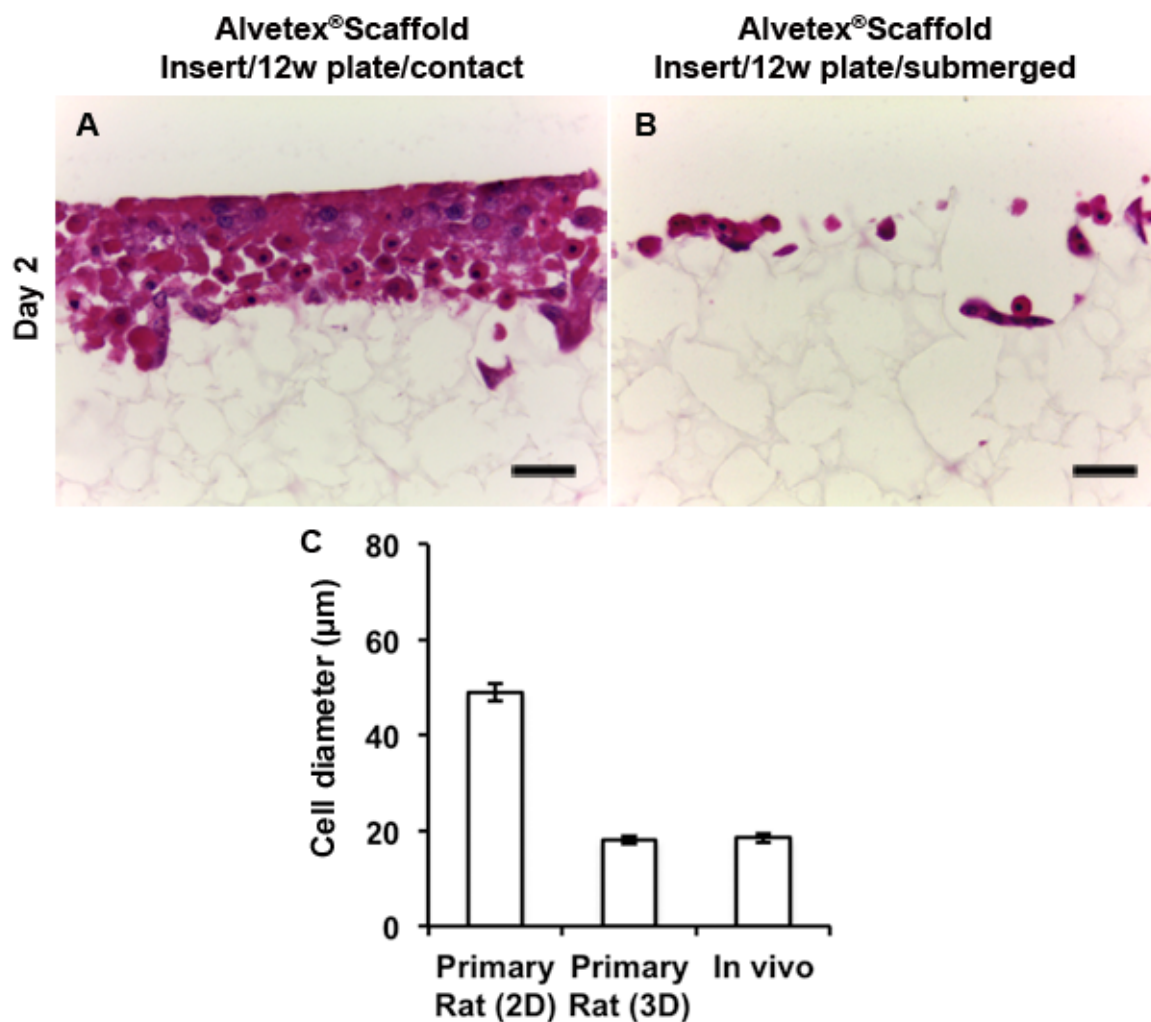 Alvetex®Scaffold
Insert/12w plate/contact
Alvetex®Scaffold
Insert/12w plate/submerged
Day 2
A
B
C
Cell diameter (µm)
80
60
40
20
0
Primary
Rat (2D)
Primary
Rat (3D)
In vivo